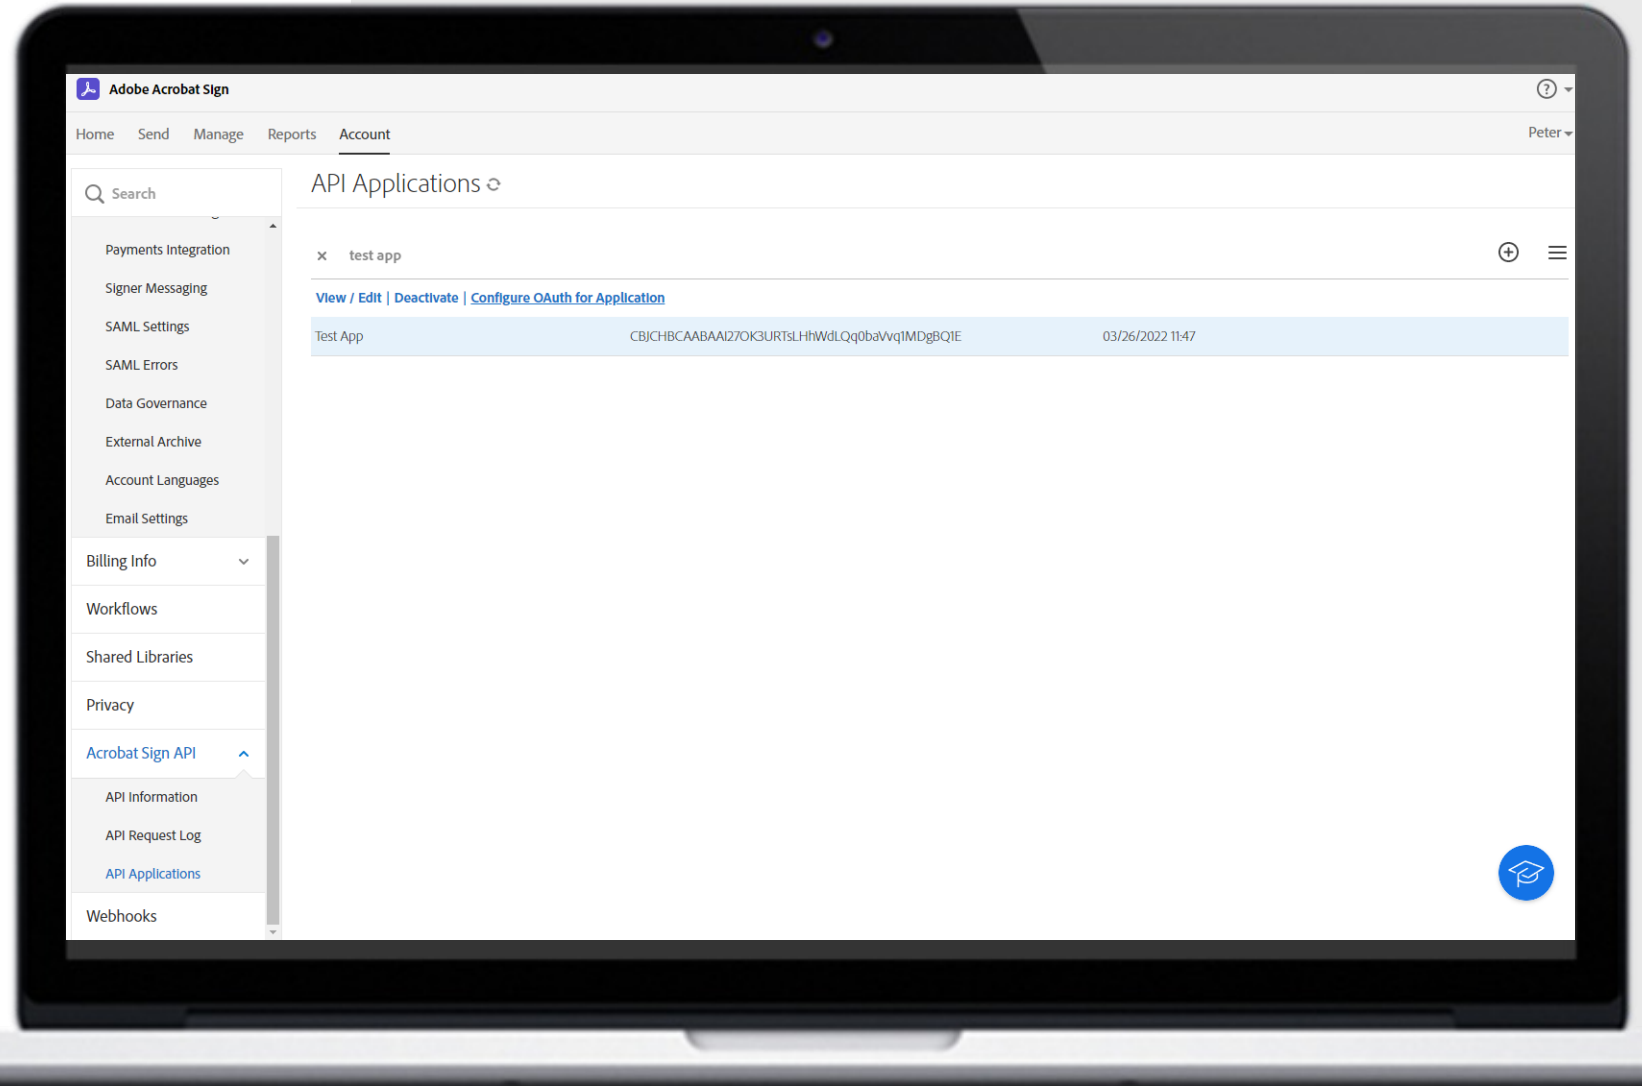 Adobe Acrobat Sign
Home Send Manage Reports Account
Peter
Search
API Applications
Payments Integration
Signer Messaging
SAML Settings
SAML Errors
Data Governance
External Archive
Account Languages
Email Settings
Billing Info
Workflows
Shared Libraries
Privacy
Acrobat Sign API
API Information
API Request Log
API Applications
Webhooks
test app
View / Edit | Deactivate | Configure OAuth for Application
Test App CBJCHBCAABAAI27OK3URTsLHhWdLQq0baVvq1MDgBQ1E 03/26/2022 11:47